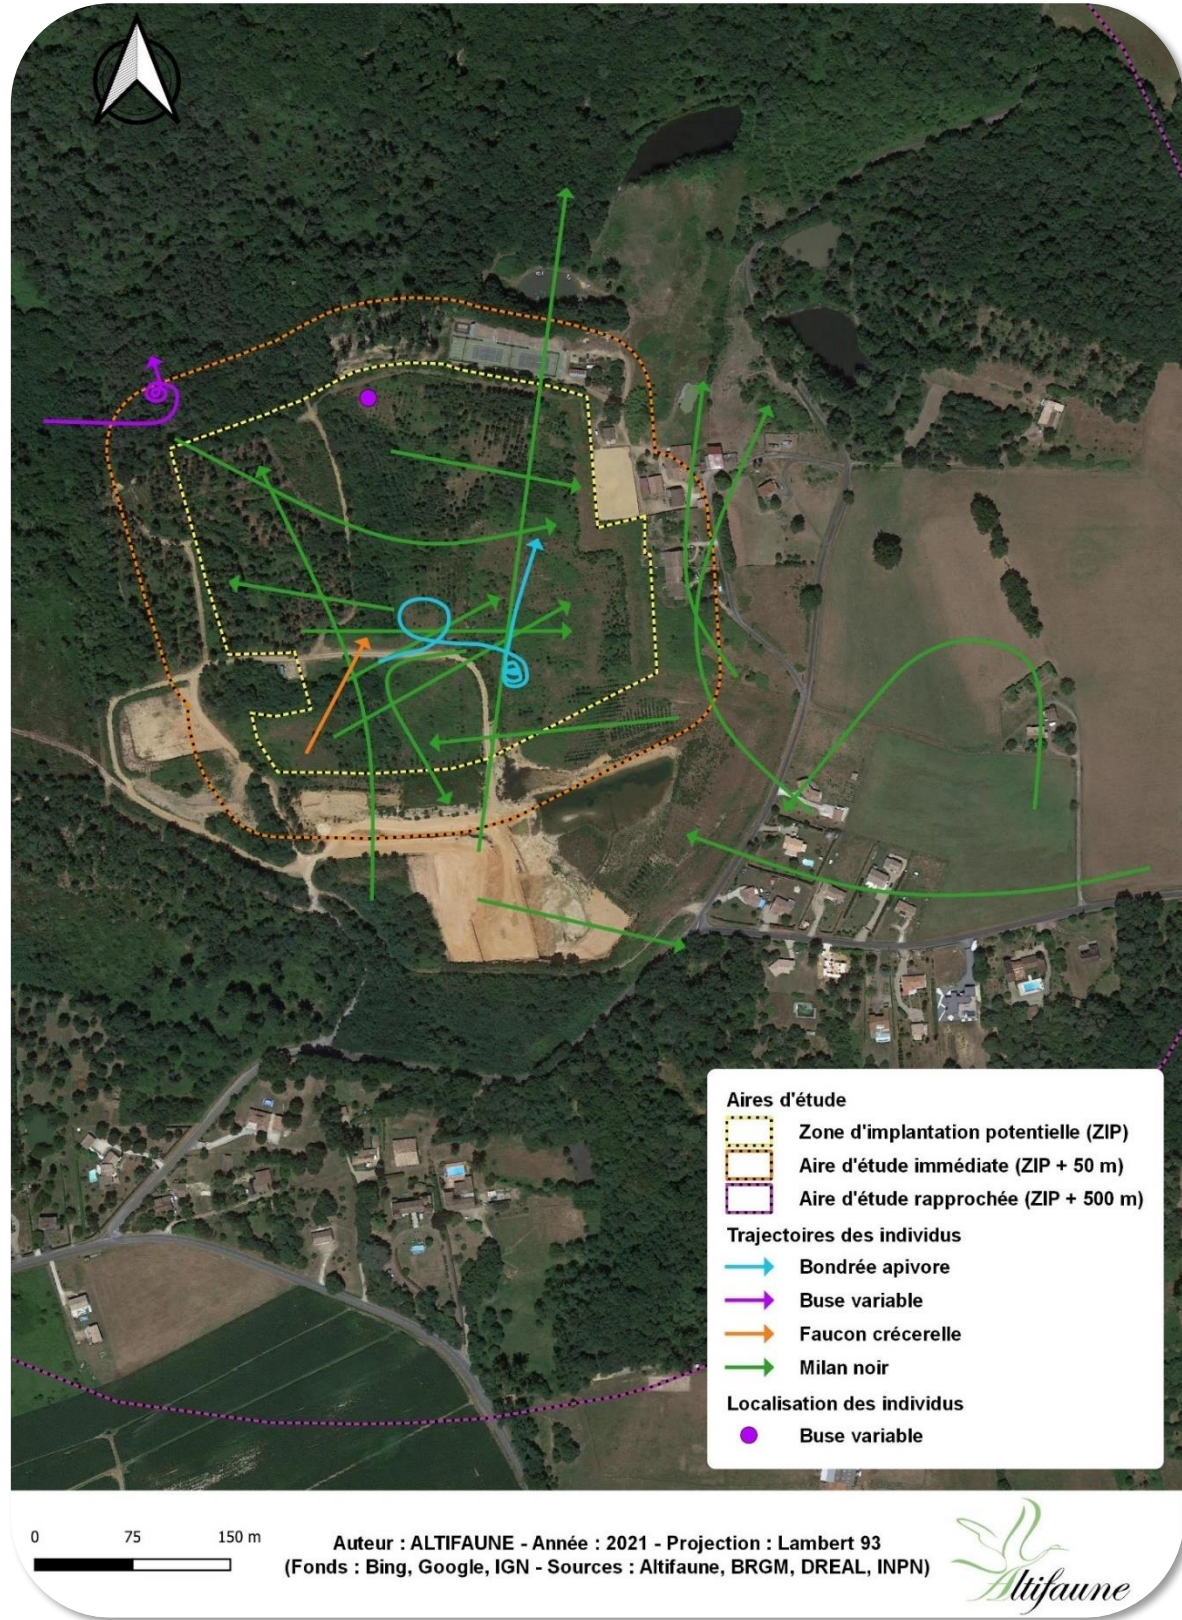 Aires d'étude
Zone d'implantation potentielle (ZIP)
Aire d'étude immédiate (ZIP + 50 m)
Aire d'étude rapprochée (ZIP + 500 m)
Trajectoires des individus
Bondrée apivore
Buse variable
Faucon crécerelle
Milan noir
Localisation des individus
Buse variable
0 75 150 m
Auteur : ALTIFAUNE - Année : 2021 - Projection : Lambert 93
(Fonds : Bing, Google, IGN - Sources : Altifaune, BRGM, DREAL, INPN)
Altifaune